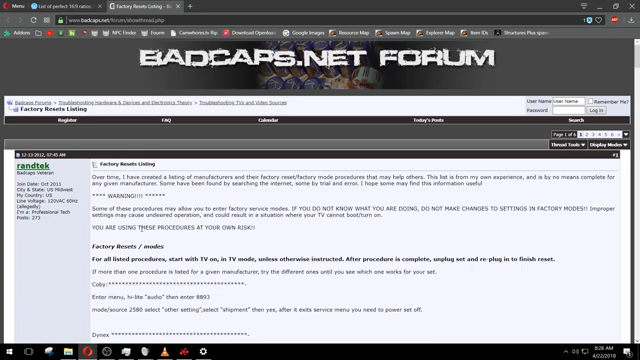 Menu
List of perfect 16:9 ratios
Factory Resets Listing
www.badcaps.net/forum/showthread.php
Addons
Forum
NPC Finder
Forum
Camwhores.tv
Download Openload
Google Images
Resource Map
Spawn Map
Explorer Map
Item IDs
Structures Plus
BADCAPS.NET FORUM
Badcaps Forums > Troubleshooting Hardware & Devices and Electronics Theory > Troubleshooting TVs and Video Sources
Factory Resets Listing
User Name User Name Remember Me?
Password Log In
Register FAQ Calendar Today's Posts Search
Page 1 of 6 1 2 3 4 5 6 >
Thread Tools Display Modes
12-13-2012, 07:45 AM #1
randtek
Badcaps Veteran
Join Date: Oct 2011
City & State: US Midwest
My Country: US
Line Voltage: 120VAC 60Hz
(allegedly)
I'm a: Professional Tech
Posts: 273
Factory Resets Listing
Over time, I have created a listing of manufacturers and their factory reset/factory mode procedures that may help others. This list is from my own experience, and is by no means complete for
any given manufacturer. Some have been found by searching the internet, some by trial and error. I hope some may find this information useful
**** WARNING!!!! ******
Some of these procedures may allow you to enter factory service modes. IF YOU DO NOT KNOW WHAT YOU ARE DOING, DO NOT MAKE CHANGES TO SETTINGS IN FACTORY MODES!! Improper
settings may cause undesired operation, and could result in a situation where your TV cannot boot/turn on.
YOU ARE USING THESE PROCEDURES AT YOUR OWN RISK!!
Factory Resets / modes
For all listed procedures, start with TV on, in TV mode, unless otherwise instructed. After procedure is complete, unplug set and re-plug in to finish reset.
If more than one procedure is listed for a given manufacturer, try the different ones until you see which one works for your set.
Coby:****************************************-
Enter menu, hi-lite "audio" then enter 8893
mode/source 2580 select "other setting",select "shipment" then yes, after it exits service menu you need to power set off.
Dynex ****************************************-
8:26 AM
4/22/2018